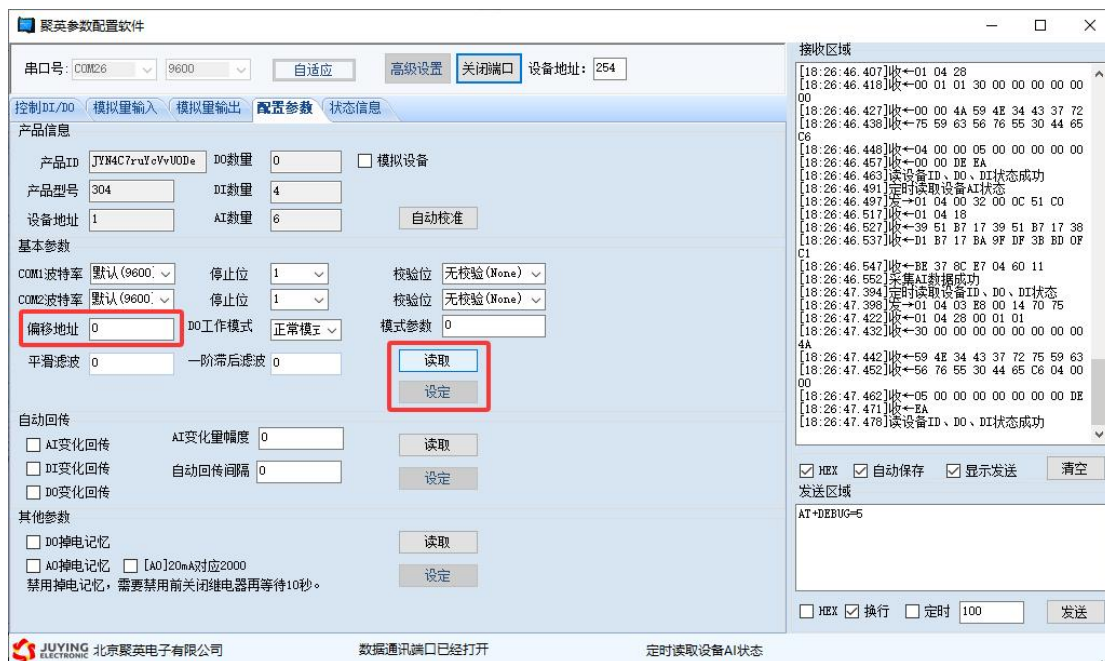 聚英参数配置软件
串口号: COM26 9600 自适应 高级设置 关闭端口 设备地址: 254
控制DI/DO 模拟量输入 模拟量输出 配置参数 状态信息
产品信息
产品ID JYN4C7ruYcVvU0De DO数量 0 模拟设备
产品型号 304 DI数量 4
设备地址 1 AI数量 6 自动校准
基本参数
COM1波特率 默认(9600) 停止位 1 校验位 无校验(None)
COM2波特率 默认(9600) 停止位 1 校验位 无校验(None)
偏移地址 0 DO工作模式 正常模式 模式参数 0
平滑滤波 0 一阶滞后滤波 0 读取
设定
自动回传
AI变化回传 AI变化量幅度 0 读取
DI变化回传 自动回传间隔 0 设定
DO变化回传
其他参数
DO掉电记忆 读取
AO掉电记忆 [AO]20mA对应2000 设定
禁用掉电记忆,需要禁用前关闭继电器再等待10秒。
接收区域
[18:26:46.407]收←01 04 28
[18:26:46.418]收←00 01 01 30 00 00 00 00 00
00
[18:26:46.427]收←00 00 4A 59 4E 34 43 37 72
[18:26:46.438]收←75 59 63 56 76 55 30 44 65
C6
[18:26:46.448]收←04 00 00 05 00 00 00 00 00
[18:26:46.457]收←00 00 DE EA
[18:26:46.463]读设备ID、DO、DI状态成功
[18:26:46.491]定时读取设备AI状态
[18:26:46.497]发→01 04 00 32 00 0C 51 C0
[18:26:46.517]收←01 04 18
[18:26:46.527]收←39 51 B7 17 39 51 B7 17 38
[18:26:46.537]收←D1 B7 17 BA 9F DF 3B BD 0F
C1
[18:26:46.547]收←BE 37 8C E7 04 60 11
[18:26:46.552]采集AI数据成功
[18:26:47.394]定时读取设备ID、DO、DI状态
[18:26:47.398]发→01 04 03 E8 00 14 70 75
[18:26:47.422]收←01 04 28 00 01 01
[18:26:47.432]收←30 00 00 00 00 00 00 00 00
4A
[18:26:47.442]收←59 4E 34 43 37 72 75 59 63
[18:26:47.452]收←56 76 55 30 44 65 C6 04 00
00
[18:26:47.462]收←05 00 00 00 00 00 00 00 DE
[18:26:47.471]收←EA
[18:26:47.478]读设备ID、DO、DI状态成功
HEX 自动保存 显示发送 清空
发送区域
AT+DEBUG=5
HEX 换行 定时 100 发送
JUYING ELECTRONIC 北京聚英电子有限公司 数据通讯端口已经打开 定时读取设备AI状态